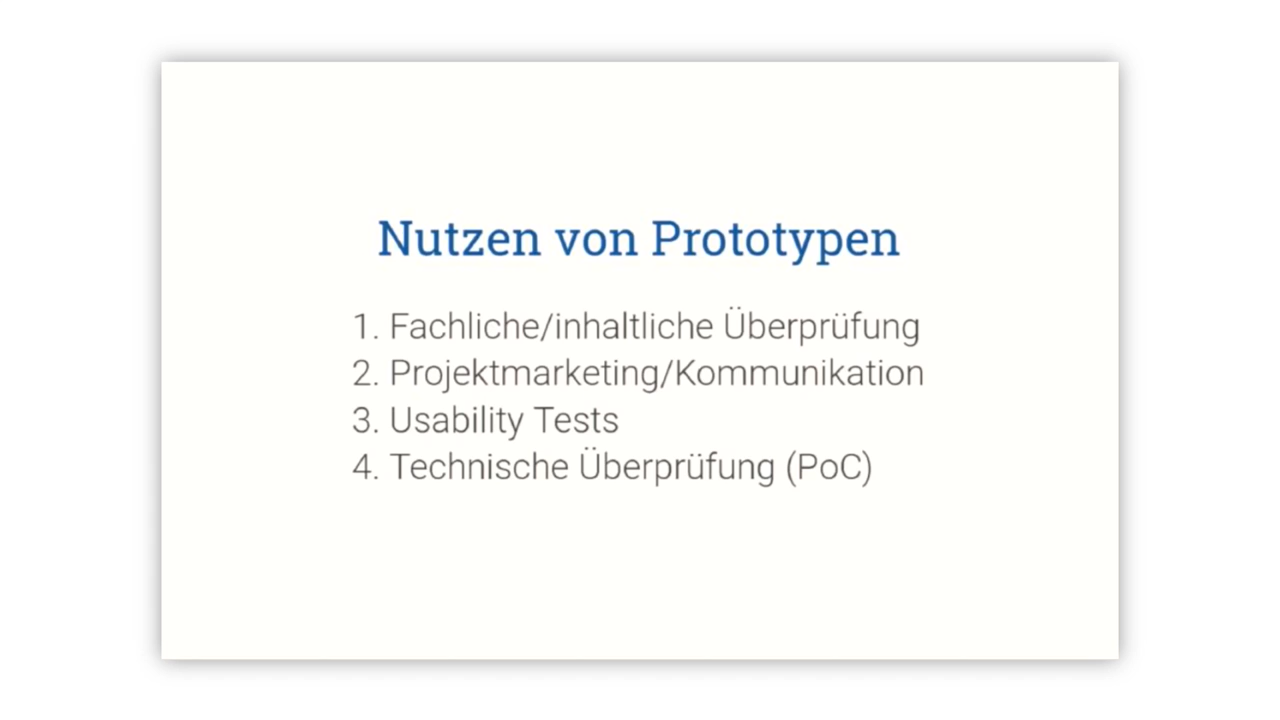 Nutzen von Prototypen
1. Fachliche/inhaltliche Überprüfung
2. Projektmarketing/Kommunikation
3. Usability Tests
4. Technische Überprüfung (PoC)